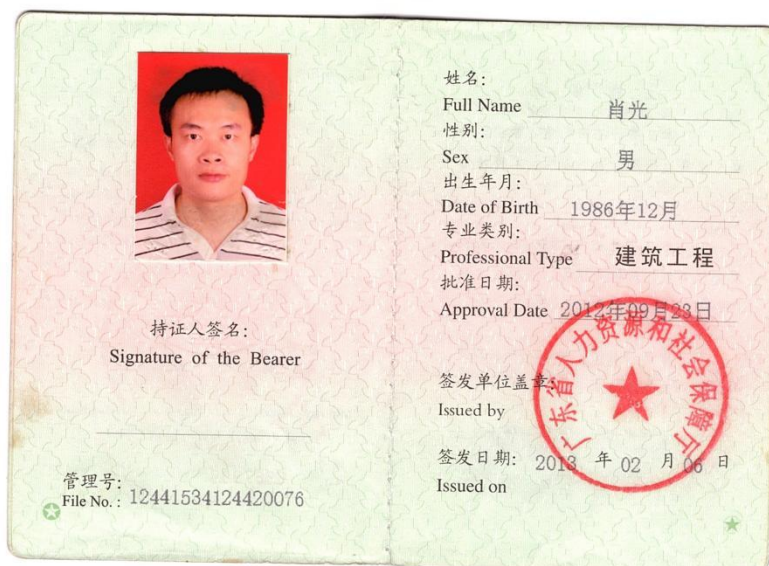 持证人签名:
Signature of the Bearer
管理号:
File No.: 12441534124420076
姓名:
Full Name 肖光
性别:
Sex 男
出生年月:
Date of Birth 1986年12月
专业类别:
Professional Type 建筑工程
批准日期:
Approval Date 2012年09月23日
签发单位盖章:
Issued by
广东省人力资源和社会保障厅
签发日期: 2013 年 02 月 06 日
Issued on